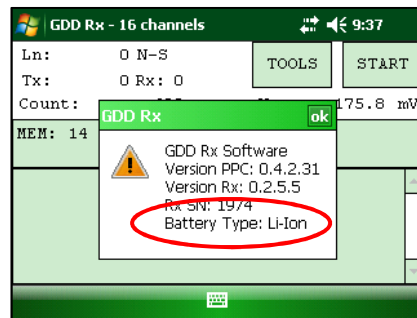 GDD Rx - 16 channels 9:37
Ln: 0 N-S
TOOLS START
Tx: 0 Rx: 0
Count: 175.8 mV
MEM: 14
GDD Rx ok
GDD Rx Software
Version PPC: 0.4.2.31
Version Rx: 0.2.5.5
Rx SN: 1974
Battery Type: Li-Ion